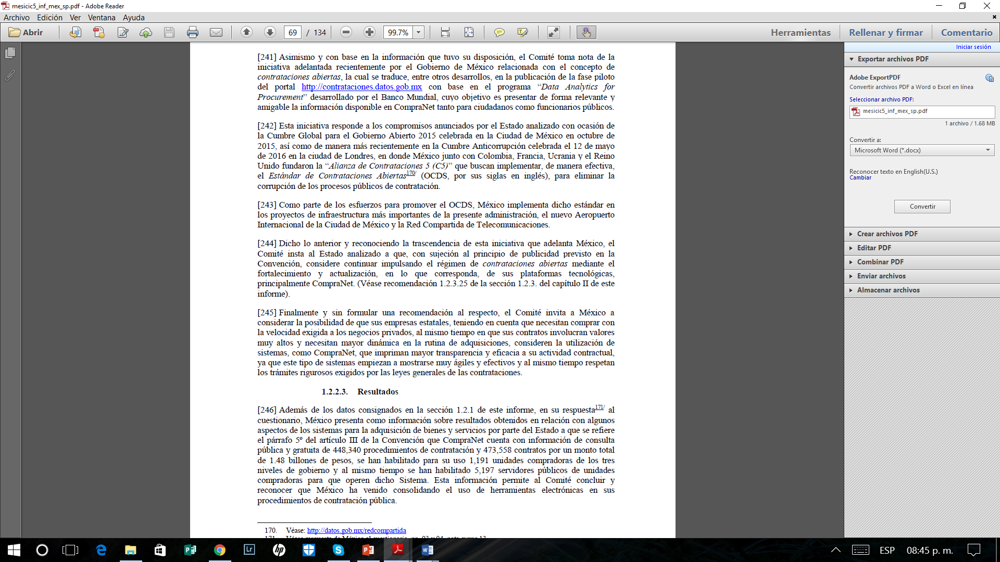 mesicic5_inf_mex_sp.pdf - Adobe Reader
Archivo Edición Ver Ventana Ayuda
Abrir 69 / 134 99.7% Herramientas Rellenar y firmar Comentario
[241] Asimismo y con base en la información que tuvo su disposición, el Comité toma nota de la
iniciativa adelantada recientemente por el Gobierno de México relacionada con el concepto de
contrataciones abiertas, la cual se traduce, entre otros desarrollos, en la publicación de la fase piloto
del portal http://contrataciones.datos.gob.mx con base en el programa “Data Analytics for
Procurement” desarrollado por el Banco Mundial, cuyo objetivo es presentar de forma relevante y
amigable la información disponible en CompraNet tanto para ciudadanos como funcionarios públicos.
[242] Esta iniciativa responde a los compromisos anunciados por el Estado analizado con ocasión de
la Cumbre Global para el Gobierno Abierto 2015 celebrada en la Ciudad de México en octubre de
2015, así como de manera más recientemente en la Cumbre Anticorrupción celebrada el 12 de mayo
de 2016 en la ciudad de Londres, en donde México junto con Colombia, Francia, Ucrania y el Reino
Unido fundaron la “Alianza de Contrataciones 5 (C5)” que buscan implementar, de manera efectiva,
el Estándar de Contrataciones Abiertas170/ (OCDS, por sus siglas en inglés), para eliminar la
corrupción de los procesos públicos de contratación.
[243] Como parte de los esfuerzos para promover el OCDS, México implementa dicho estándar en
los proyectos de infraestructura más importantes de la presente administración, el nuevo Aeropuerto
Internacional de la Ciudad de México y la Red Compartida de Telecomunicaciones.
[244] Dicho lo anterior y reconociendo la trascendencia de esta iniciativa que adelanta México, el
Comité insta al Estado analizado a que, con sujeción al principio de publicidad previsto en la
Convención, considere continuar impulsando el régimen de contrataciones abiertas mediante el
fortalecimiento y actualización, en lo que corresponda, de sus plataformas tecnológicas,
principalmente CompraNet. (Véase recomendación 1.2.3.25 de la sección 1.2.3. del capítulo II de este
informe).
[245] Finalmente y sin formular una recomendación al respecto, el Comité invita a México a
considerar la posibilidad de que sus empresas estatales, teniendo en cuenta que necesitan comprar con
la velocidad exigida a los negocios privados, al mismo tiempo en que sus contratos involucran valores
muy altos y necesitan mayor dinámica en la rutina de adquisiciones, consideren la utilización de
sistemas, como CompraNet, que impriman mayor transparencia y eficacia a su actividad contractual,
ya que este tipo de sistemas empiezan a mostrarse muy ágiles y efectivos y al mismo tiempo respetan
los trámites rigurosos exigidos por las leyes generales de las contrataciones.
1.2.2.3. Resultados
[246] Además de los datos consignados en la sección 1.2.1 de este informe, en su respuesta171/ al
cuestionario, México presenta como información sobre resultados obtenidos en relación con algunos
aspectos de los sistemas para la adquisición de bienes y servicios por parte del Estado a que se refiere
el párrafo 5º del artículo III de la Convención que CompraNet cuenta con información de consulta
pública y gratuita de 448,340 procedimientos de contratación y 473,558 contratos por un monto total
de 1.48 billones de pesos, se han habilitado para su uso 1,191 unidades compradoras de los tres
niveles de gobierno y al mismo tiempo se han habilitado 5,197 servidores públicos de unidades
compradoras para que operen dicho Sistema. Esta información permite al Comité concluir y
reconocer que México ha venido consolidando el uso de herramientas electrónicas en sus
procedimientos de contratación pública.
170. Véase: http://datos.gob.mx/redcompartida
Iniciar sesión
Exportar archivos PDF
Adobe ExportPDF
Convertir archivos PDF a Word o Excel en línea
Seleccionar archivo PDF:
mesicic5_inf_mex_sp.pdf
1 archivo / 1.68 MB
Convertir a:
Microsoft Word (*.docx)
Reconocer texto en English(U.S.)
Cambiar
Convertir
Crear archivos PDF
Editar PDF
Combinar PDF
Enviar archivos
Almacenar archivos
ESP 08:45 p. m.